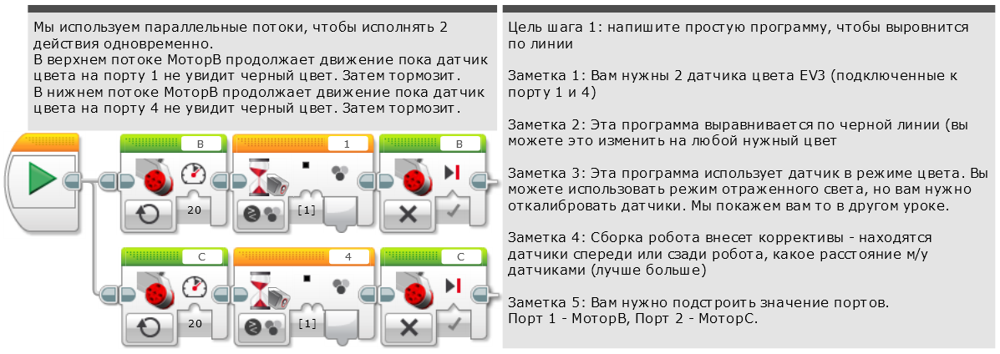 Мы используем параллельные потоки, чтобы исполнять 2
действия одновременно.
В верхнем потоке МоторВ продолжает движение пока датчик
цвета на порту 1 не увидит черный цвет. Затем тормозит.
В нижнем потоке МоторВ продолжает движение пока датчик
цвета на порту 4 не увидит черный цвет. Затем тормозит.
B
1
B
20
[1]
C
4
C
20
[1]
Цель шага 1: напишите простую программу, чтобы выровнится
по линии
Заметка 1: Вам нужны 2 датчика цвета EV3 (подключенные к
порту 1 и 4)
Заметка 2: Эта программа выравнивается по черной линии (вы
можете это изменить на любой нужный цвет
Заметка 3: Эта программа использует датчик в режиме цвета. Вы
можете использовать режим отраженного света, но вам нужно
откалибровать датчики. Мы покажем вам то в другом уроке.
Заметка 4: Сборка робота внесет коррективы - находятся
датчики спереди или сзади робота, какое расстояние м/у
датчиками (лучше больше)
Заметка 5: Вам нужно подстроить значение портов.
Порт 1 - МоторВ, Порт 2 - МоторС.